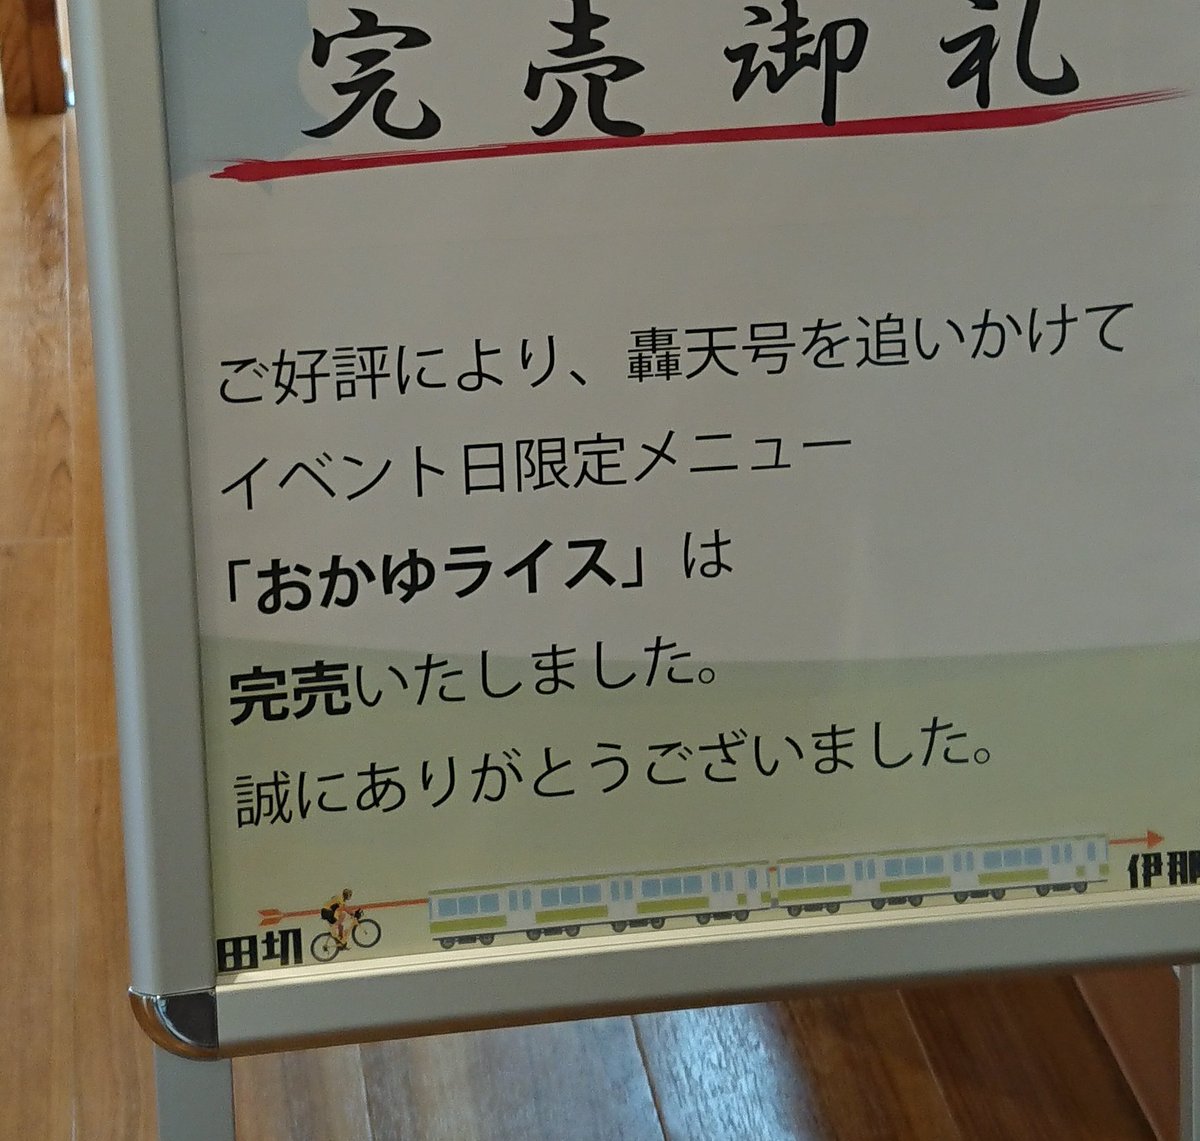 完売御礼
ご好評により、轟天号を追いかけて
イベント日限定メニュー
「おかゆライス」は
完売いたしました。
誠にありがとうございました。
田切
伊那